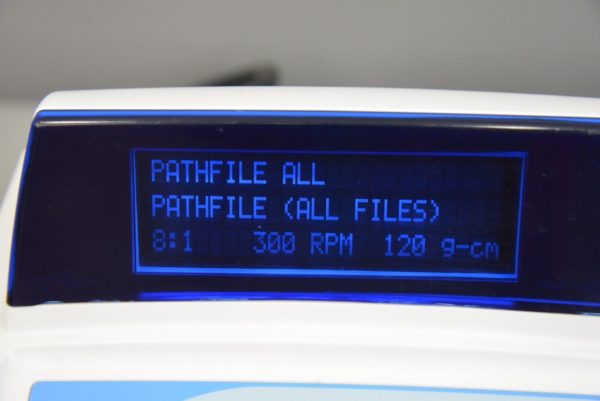 PATHFILE ALL
PATHFILE (ALL FILES)
8:1 300 RPM 120 g-cm